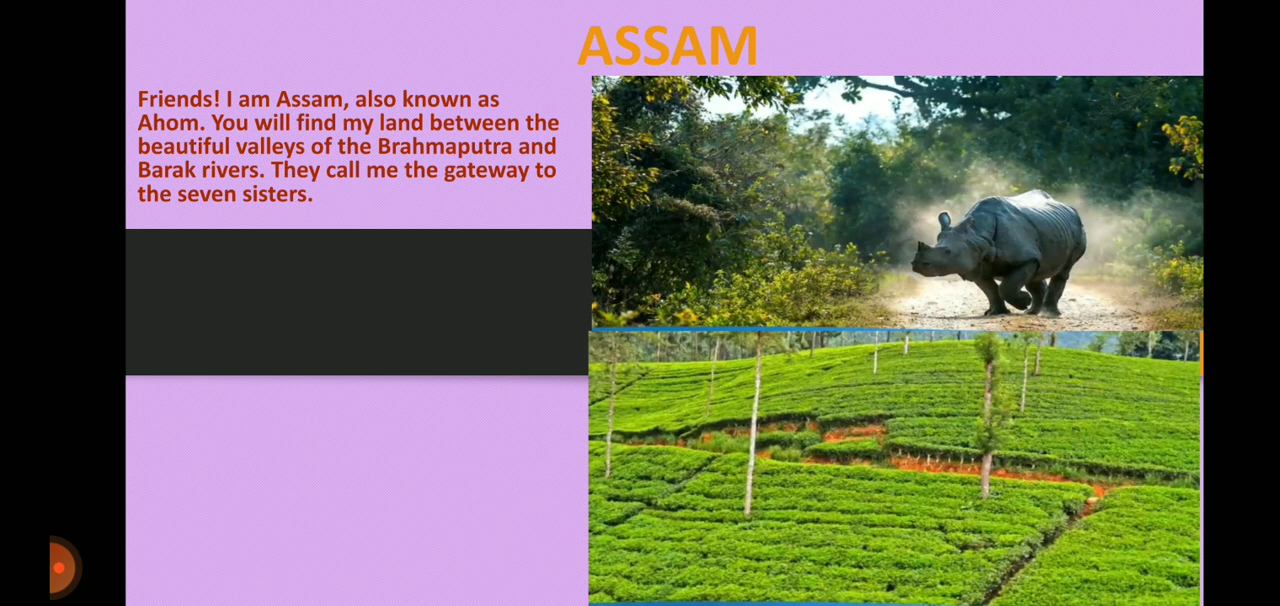 ASSAM
Friends! I am Assam, also known as
Ahom. You will find my land between the
beautiful valleys of the Brahmaputra and
Barak rivers. They call me the gateway to
the seven sisters.